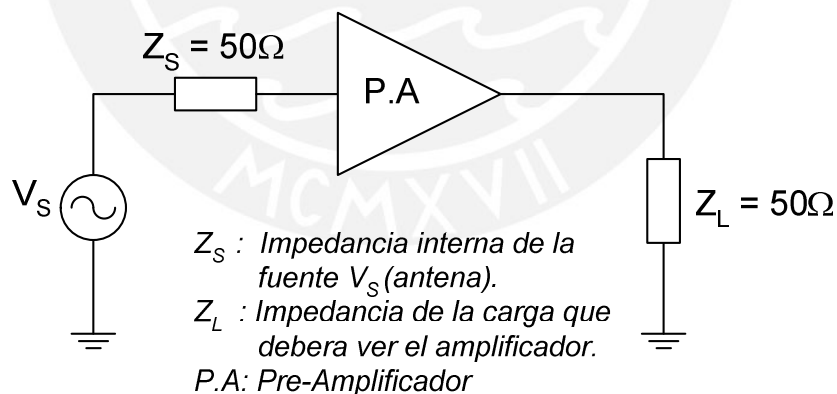 Z_S = 50Ω
P.A
V_S
Z_L = 50Ω
MCMXVII
Z_S : Impedancia interna de la
fuente V_S (antena).
Z_L : Impedancia de la carga que
debera ver el amplificador.
P.A: Pre-Amplificador